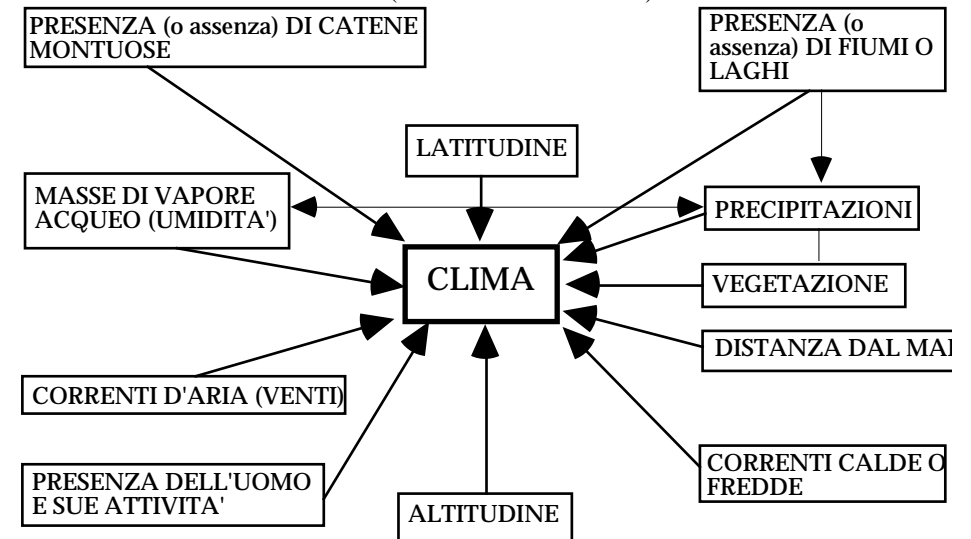 PRESENZA (o assenza) DI CATENE
MONTUOSE
PRESENZA (o
assenza) DI FIUMI O
LAGHI
LATITUDINE
MASSE DI VAPORE
ACQUEO (UMIDITA')
PRECIPITAZIONI
CLIMA
VEGETAZIONE
DISTANZA DAL
CORRENTI D'ARIA (VENTI)
CORRENTI CALDE O
FREDDE
PRESENZA DELL'UOMO
E SUE ATTIVITA'
ALTITUDINE